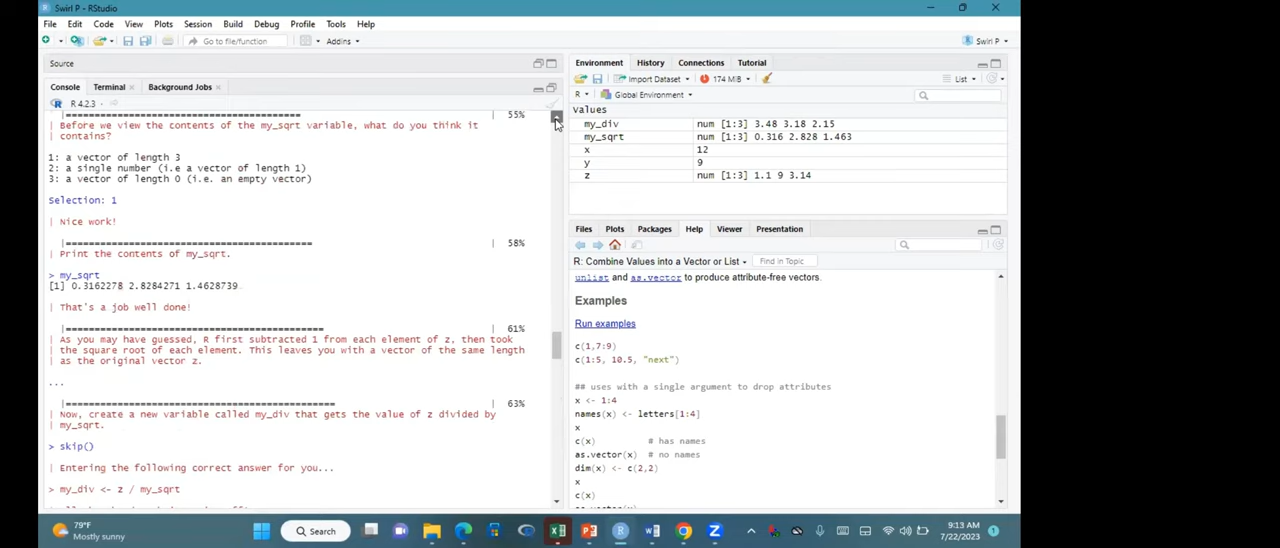 Swirl P - RStudio
File Edit Code View Plots Session Build Debug Profile Tools Help
Go to file/function Addins Swirl P
Source
Console Terminal Background Jobs
R 4.2.3 ·
|============================================ | 55%
| Before we view the contents of the my_sqrt variable, what do you think it
| contains?
1: a vector of length 3
2: a single number (i.e a vector of length 1)
3: a vector of length 0 (i.e. an empty vector)
Selection: 1
| Nice work!
|============================================== | 58%
| Print the contents of my_sqrt.
> my_sqrt
[1] 0.3162278 2.8284271 1.4628739
| That's a job well done!
|================================================ | 61%
| As you may have guessed, R first subtracted 1 from each element of z, then took
| the square root of each element. This leaves you with a vector of the same length
| as the original vector z.
...
|================================================== | 63%
| Now, create a new variable called my_div that gets the value of z divided by
| my_sqrt.
> skip()
| Entering the following correct answer for you...
> my_div <- z / my_sqrt
Environment History Connections Tutorial
Import Dataset 174 MiB List
R Global Environment
Values
my_div num [1:3] 3.48 3.18 2.15
my_sqrt num [1:3] 0.316 2.828 1.463
x 12
y 9
z num [1:3] 1.1 9 3.14
Files Plots Packages Help Viewer Presentation
R: Combine Values into a Vector or List Find in Topic
unlist and as.vector to produce attribute-free vectors.
Examples
Run examples
c(1,7:9)
c(1:5, 10.5, "next")
## uses with a single argument to drop attributes
x <- 1:4
names(x) <- letters[1:4]
x
c(x) # has names
as.vector(x) # no names
dim(x) <- c(2,2)
x
c(x)
79°F
Mostly sunny
Search
9:13 AM
7/22/2023